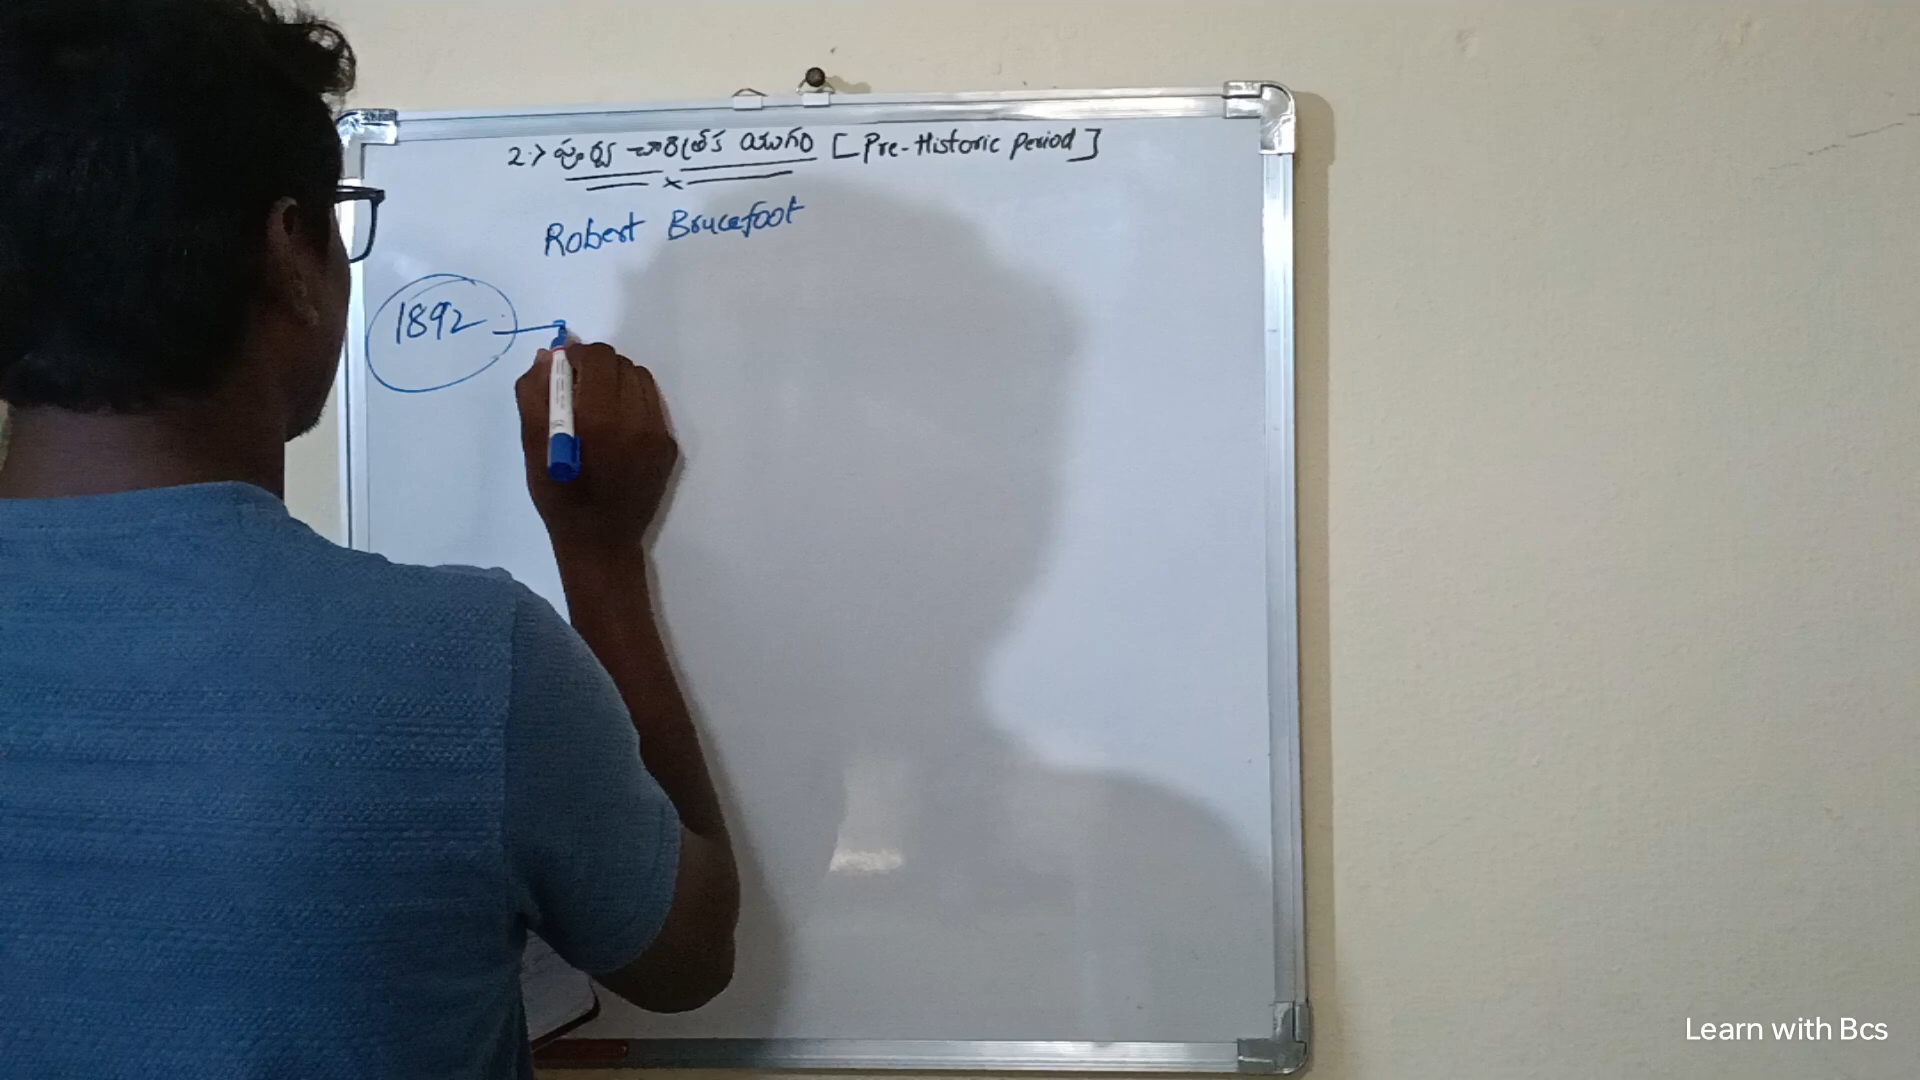 2.> పూర్వ చారిత్రక యుగం [Pre-Historic Period]
Robert Brucefoot
1892
Learn with Bcs